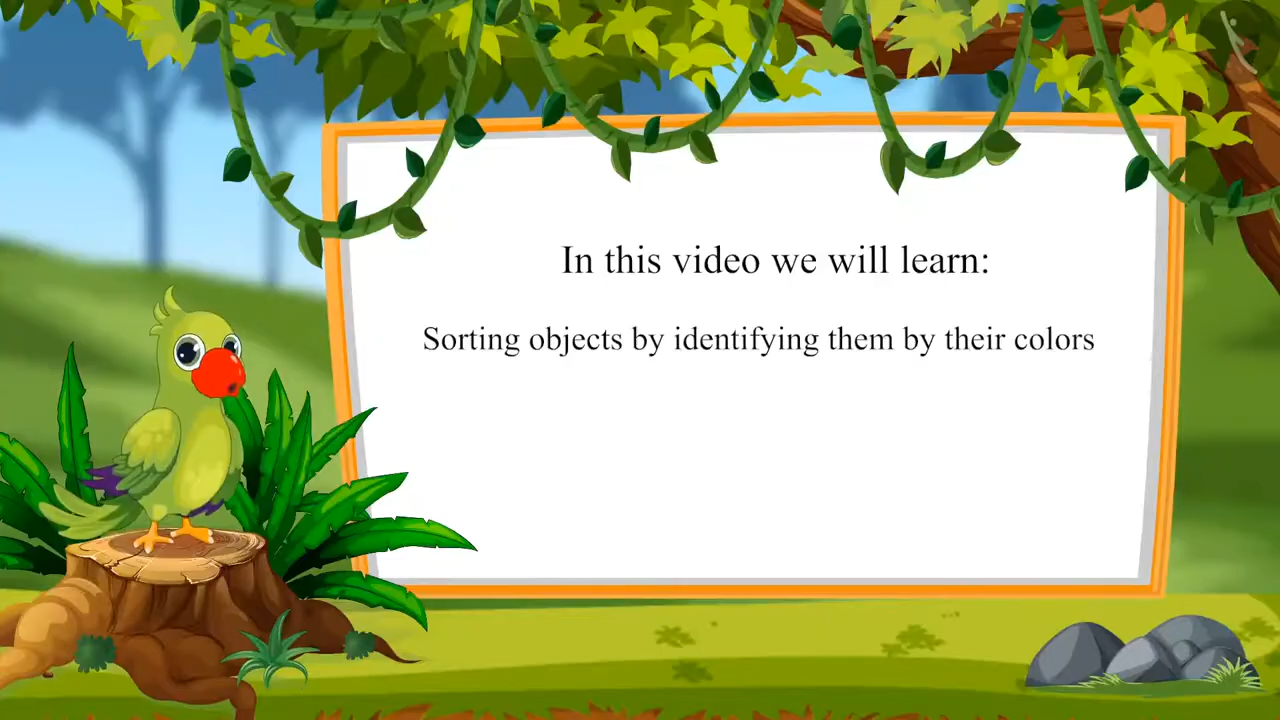 In this video we will learn:
Sorting objects by identifying them by their colors